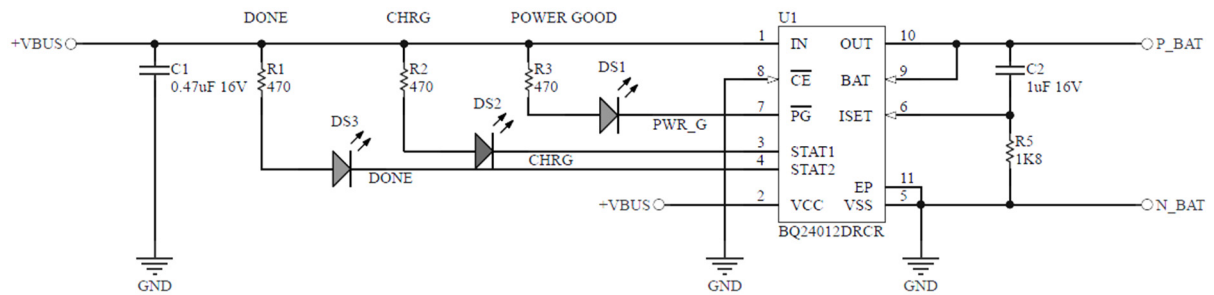 DONE
CHRG
POWER GOOD
U1
+VBUS
1 IN OUT 10
P_BAT
C1
0.47uF 16V
R1
470
R2
470
R3
470
DS1
8 CE BAT 9
C2
1uF 16V
DS2
PWR_G
7 PG ISET 6
DS3
CHRG
3 STAT1
R5
1K8
DONE
4 STAT2
EP 11
+VBUS
2 VCC VSS 5
N_BAT
BQ24012DRCR
GND
GND
GND